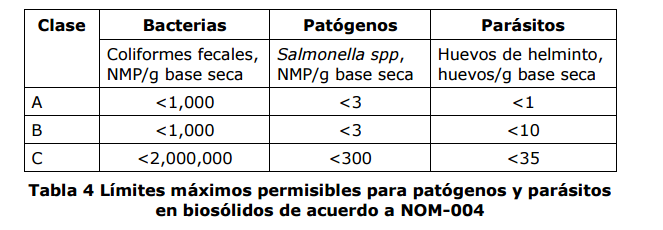 Clase Bacterias Patógenos Parásitos
Coliformes fecales, Salmonella spp, Huevos de helminto,
NMP/g base seca NMP/g base seca huevos/g base seca
A <1,000 <3 <1
B <1,000 <3 <10
C <2,000,000 <300 <35
Tabla 4 Límites máximos permisibles para patógenos y parásitos
en biosólidos de acuerdo a NOM-004